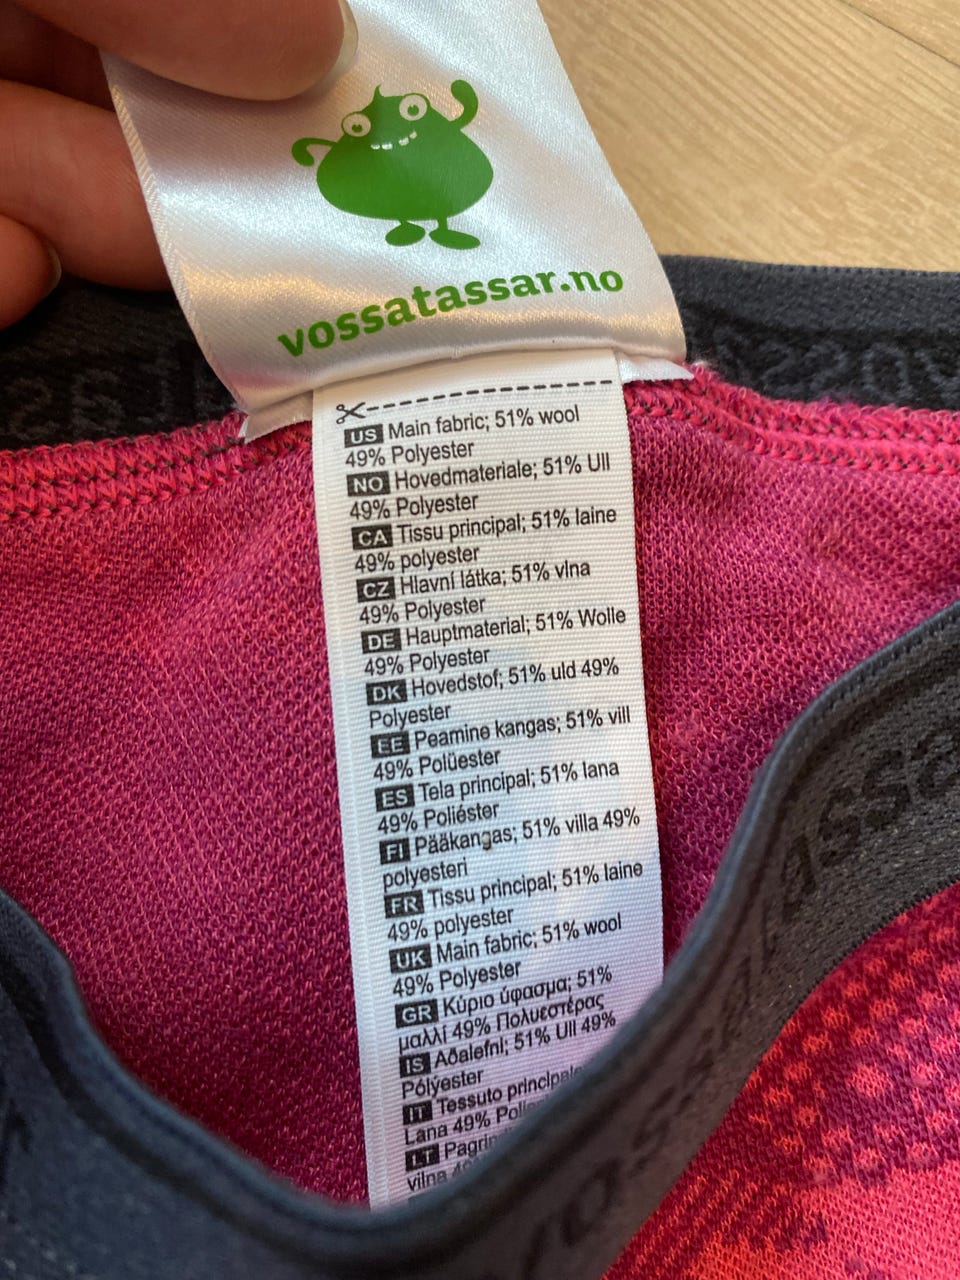 vossatassar.no
US Main fabric; 51% wool
49% Polyester
NO Hovedmateriale; 51% Ull
49% Polyester
CA Tissu principal; 51% laine
49% polyester
CZ Hlavní látka; 51% vlna
49% Polyester
DE Hauptmaterial; 51% Wolle
49% Polyester
DK Hovedstof; 51% uld 49%
Polyester
EE Peamine kangas; 51% vill
49% Polüester
ES Tela principal; 51% lana
49% Poliéster
FI Pääkangas; 51% villa 49%
polyesteri
FR Tissu principal; 51% laine
49% polyester
UK Main fabric; 51% wool
49% Polyester
GR Κύριο ύφασμα; 51%
μαλλί 49% Πολυεστέρας
IS Aðalefni; 51% Ull 49%
Pólýester
IT Tessuto principale
Lana 49%
LT
vilna